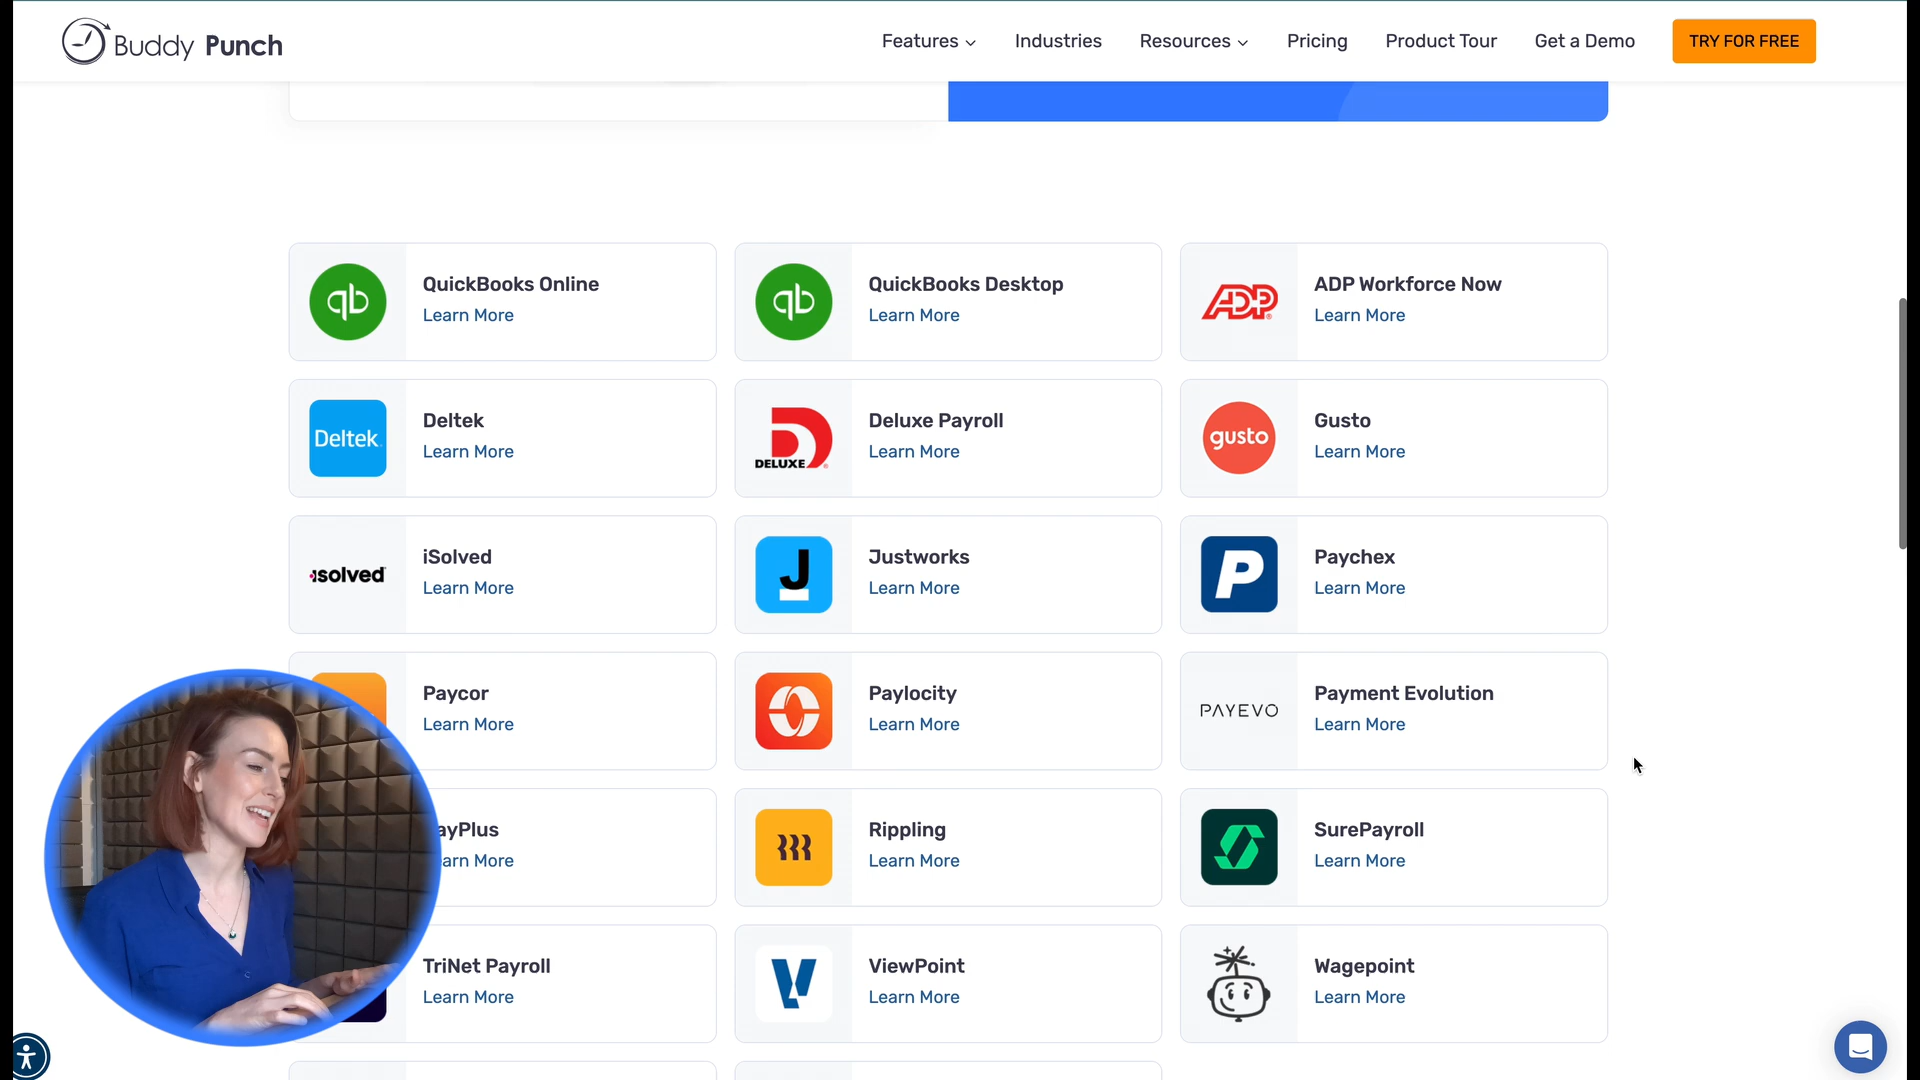 Buddy Punch
Features
Industries
Resources
Pricing
Product Tour
Get a Demo
TRY FOR FREE
qb
QuickBooks Online
Learn More
qb
QuickBooks Desktop
Learn More
ADP
ADP Workforce Now
Learn More
Deltek
Deltek
Learn More
DELUXE
Deluxe Payroll
Learn More
gusto
Gusto
Learn More
isolved
iSolved
Learn More
J
Justworks
Learn More
P
Paychex
Learn More
Paycor
Learn More
Paylocity
Learn More
PAYEVO
Payment Evolution
Learn More
ayPlus
arn More
Rippling
Learn More
SurePayroll
Learn More
TriNet Payroll
Learn More
ViewPoint
Learn More
Wagepoint
Learn More